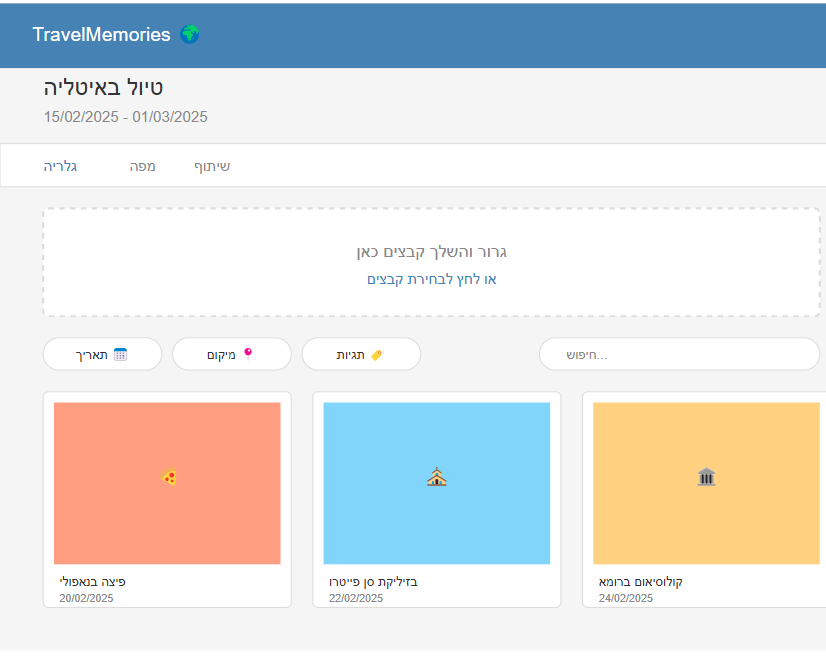 TravelMemories 🌍
טיול באיטליה
15/02/2025 - 01/03/2025
גלריה
מפה
שיתוף
גרור והשלך קבצים כאן
או לחץ לבחירת קבצים
תאריך
מיקום
תגיות
חיפוש...
פיצה בנאפולי
20/02/2025
בזיליקת סן פייטרו
22/02/2025
קולוסיאום ברומא
24/02/2025